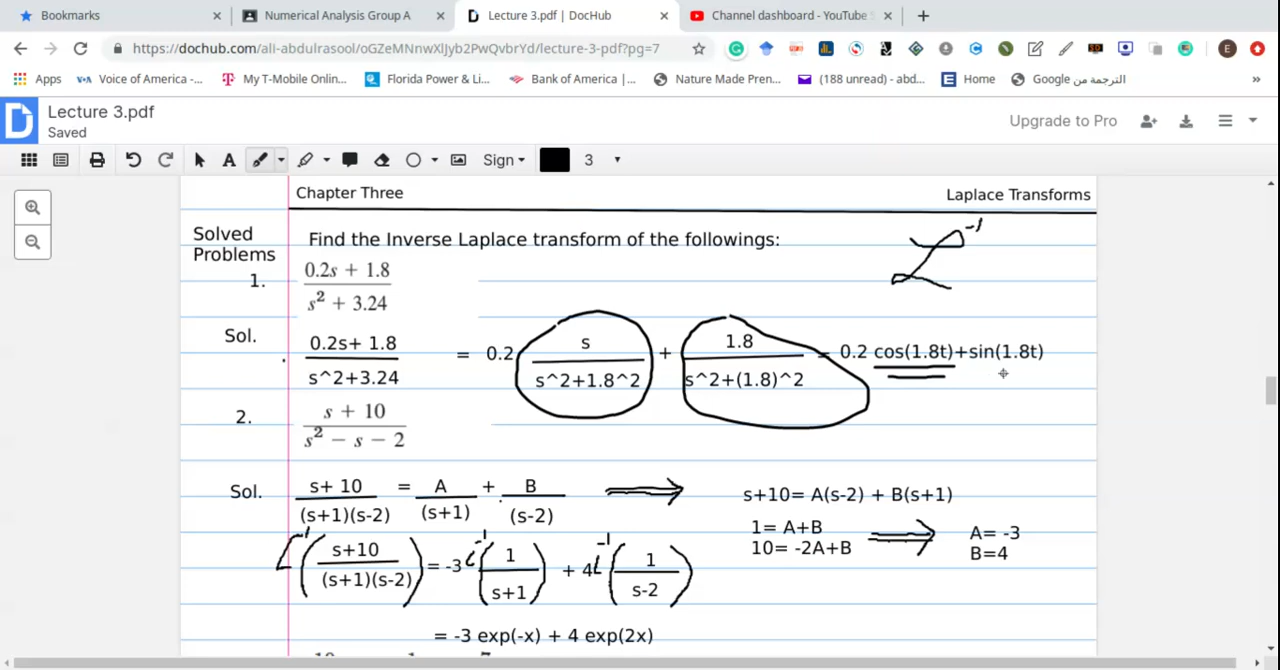 Bookmarks
Numerical Analysis Group A
Lecture 3.pdf | DocHub
Channel dashboard - YouTube S
https://dochub.com/ali-abdulrasool/oGZeMNnwXlJyb2PwQvbrYd/lecture-3-pdf?pg=7
Apps VOA Voice of America -... My T-Mobile Onlin... Florida Power & Li... Bank of America |... Nature Made Pren... (188 unread) - abd... Home الترجمة من Google »
Lecture 3.pdf
Saved
Upgrade to Pro
A Sign 3
Chapter Three Laplace Transforms
Solved Problems
Find the Inverse Laplace transform of the followings:
L -1
1.
0.2s + 1.8
s² + 3.24
Sol.
0.2s+ 1.8
s^2+3.24
= 0.2
s
s^2+1.8^2
+
1.8
s^2+(1.8)^2
= 0.2 cos(1.8t)+sin(1.8t)
2.
s + 10
s² − s − 2
Sol.
s+ 10
(s+1)(s-2)
=
A
(s+1)
+
B
(s-2)
s+10= A(s-2) + B(s+1)
1= A+B
10= -2A+B
A= -3
B=4
L-1
s+10
(s+1)(s-2)
= -3 L-1
1
s+1
+ 4 L-1
1
s-2
= -3 exp(-x) + 4 exp(2x)